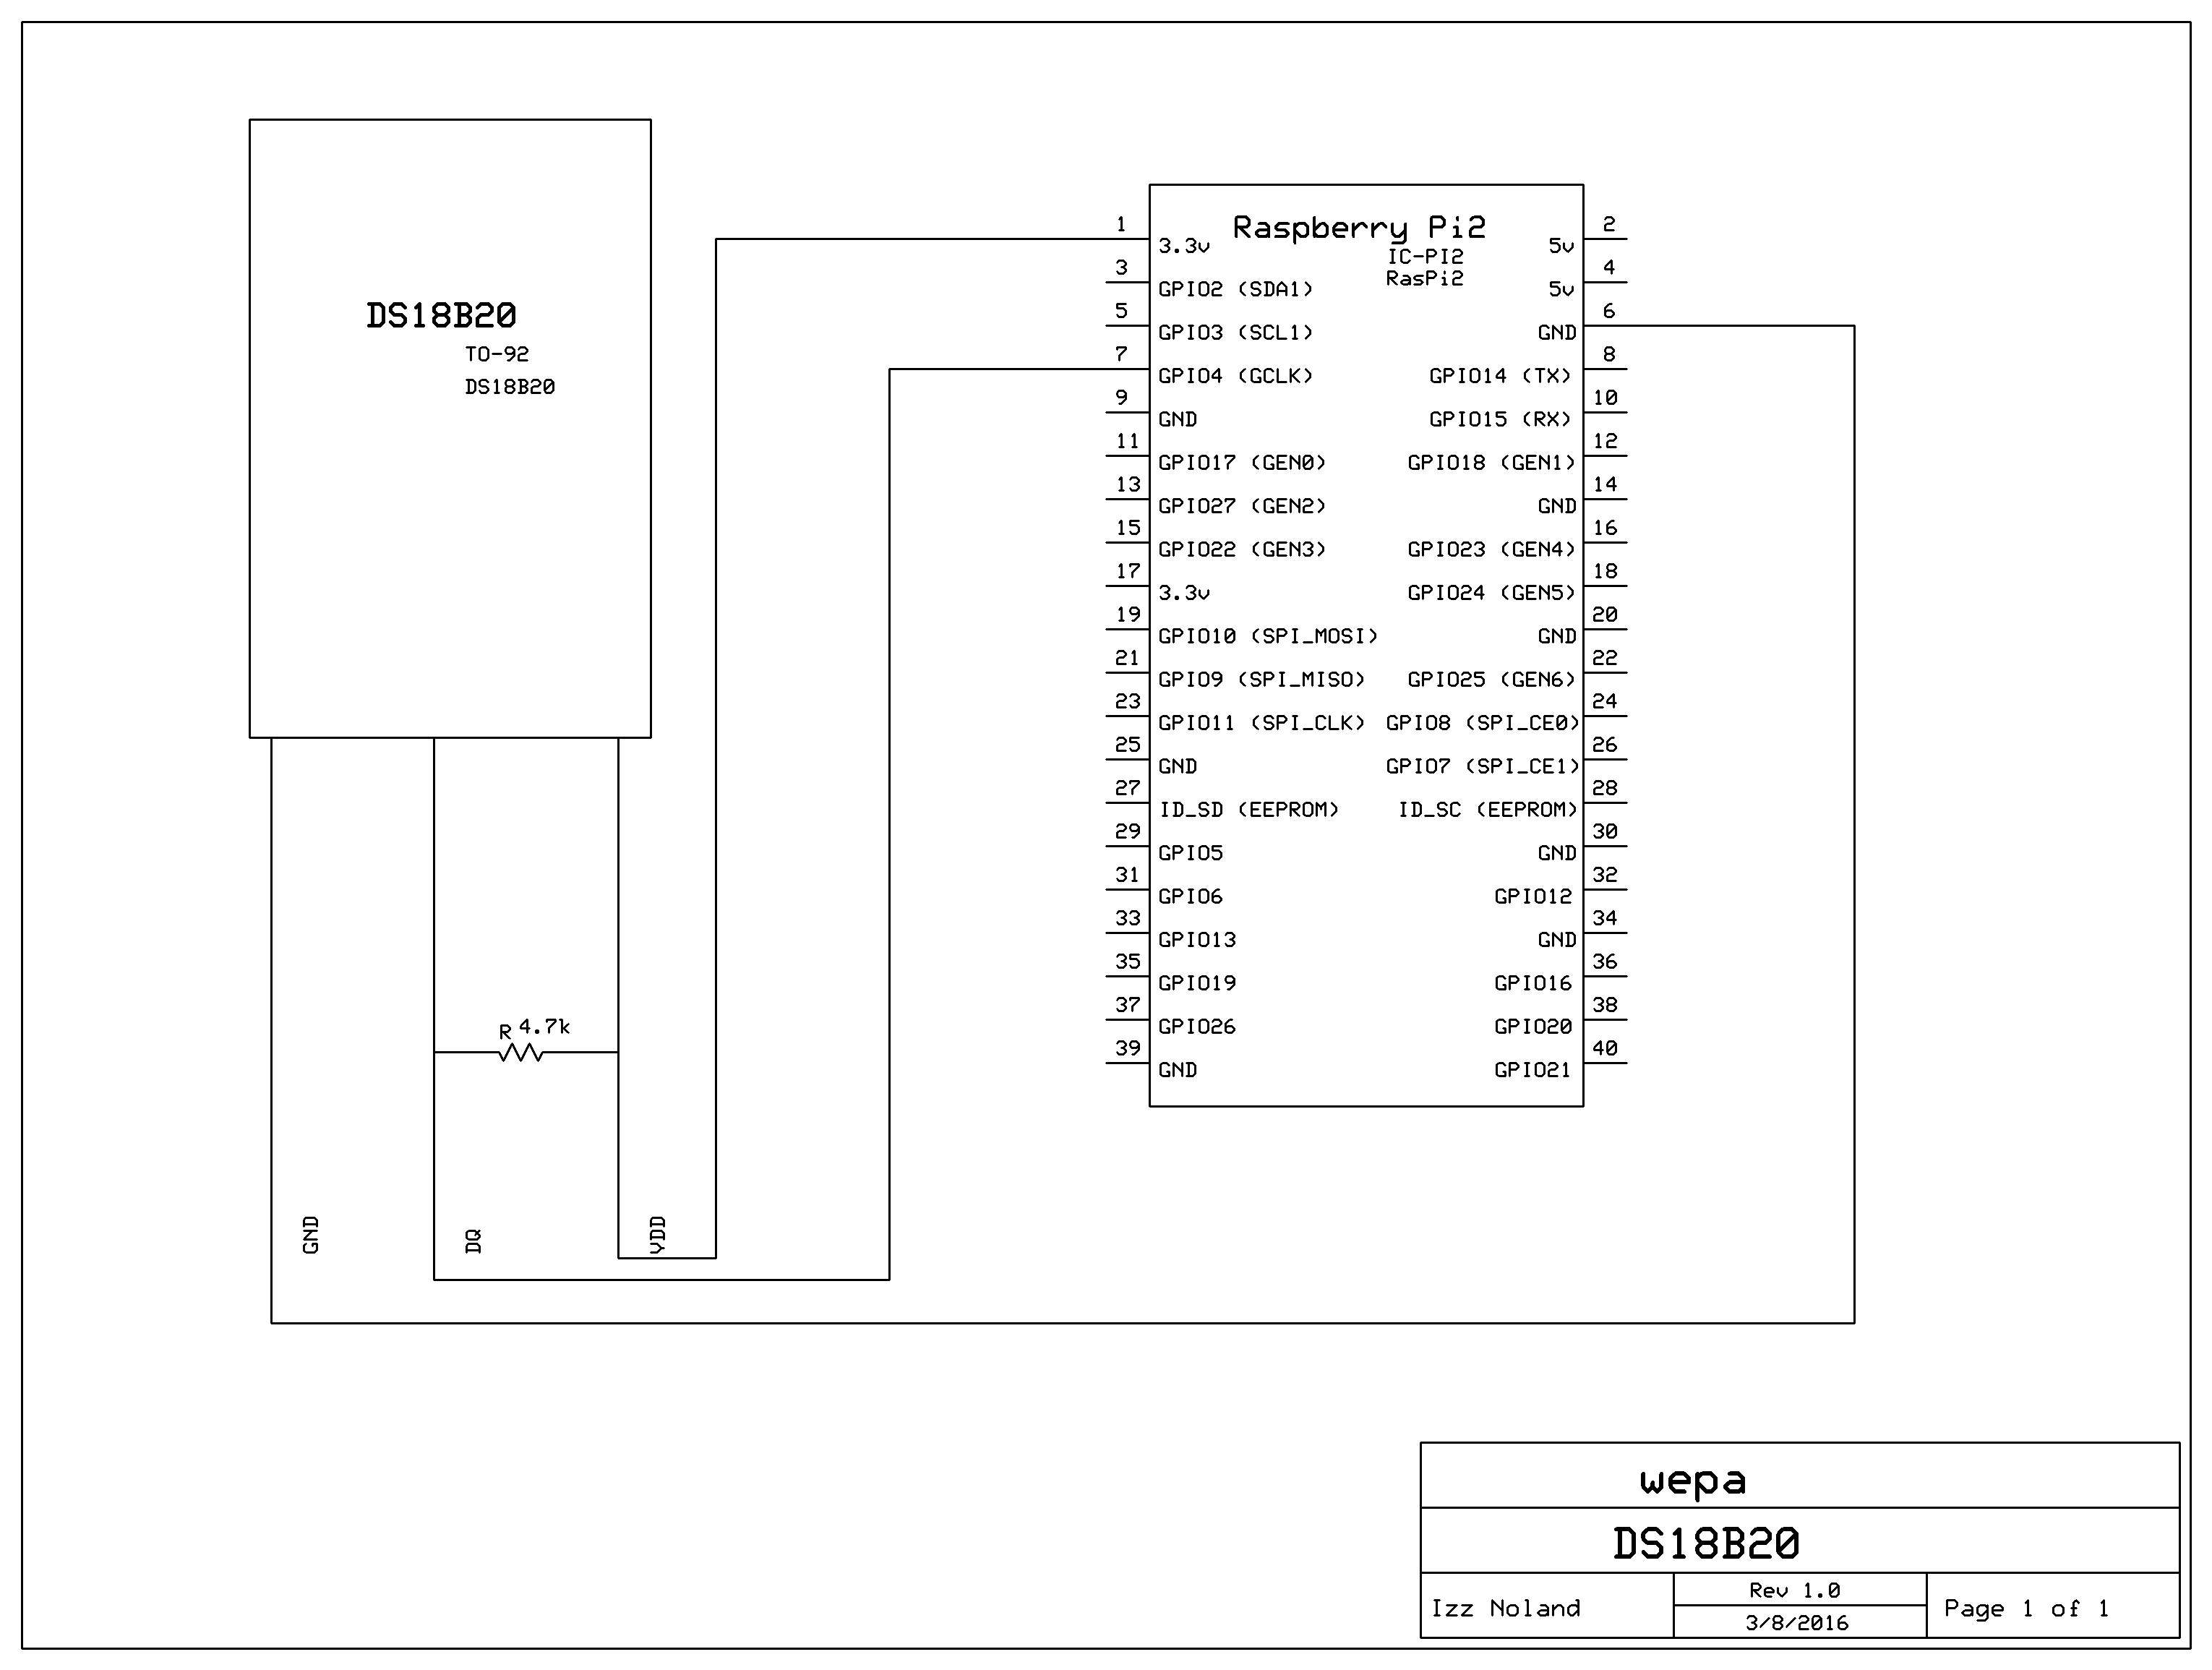 DS18B20
TO-92
DS18B20
GND
DQ
VDD
R 4.7k
Raspberry Pi2
IC-PI2
RasPi2
1 3.3v 5v 2
3 GPIO2 (SDA1) 5v 4
5 GPIO3 (SCL1) GND 6
7 GPIO4 (GCLK) GPIO14 (TX) 8
9 GND GPIO15 (RX) 10
11 GPIO17 (GEN0) GPIO18 (GEN1) 12
13 GPIO27 (GEN2) GND 14
15 GPIO22 (GEN3) GPIO23 (GEN4) 16
17 3.3v GPIO24 (GEN5) 18
19 GPIO10 (SPI_MOSI) GND 20
21 GPIO9 (SPI_MISO) GPIO25 (GEN6) 22
23 GPIO11 (SPI_CLK) GPIO8 (SPI_CE0) 24
25 GND GPIO7 (SPI_CE1) 26
27 ID_SD (EEPROM) ID_SC (EEPROM) 28
29 GPIO5 GND 30
31 GPIO6 GPIO12 32
33 GPIO13 GND 34
35 GPIO19 GPIO16 36
37 GPIO26 GPIO20 38
39 GND GPIO21 40
wepa
DS18B20
Izz Noland
Rev 1.0
3/8/2016
Page 1 of 1